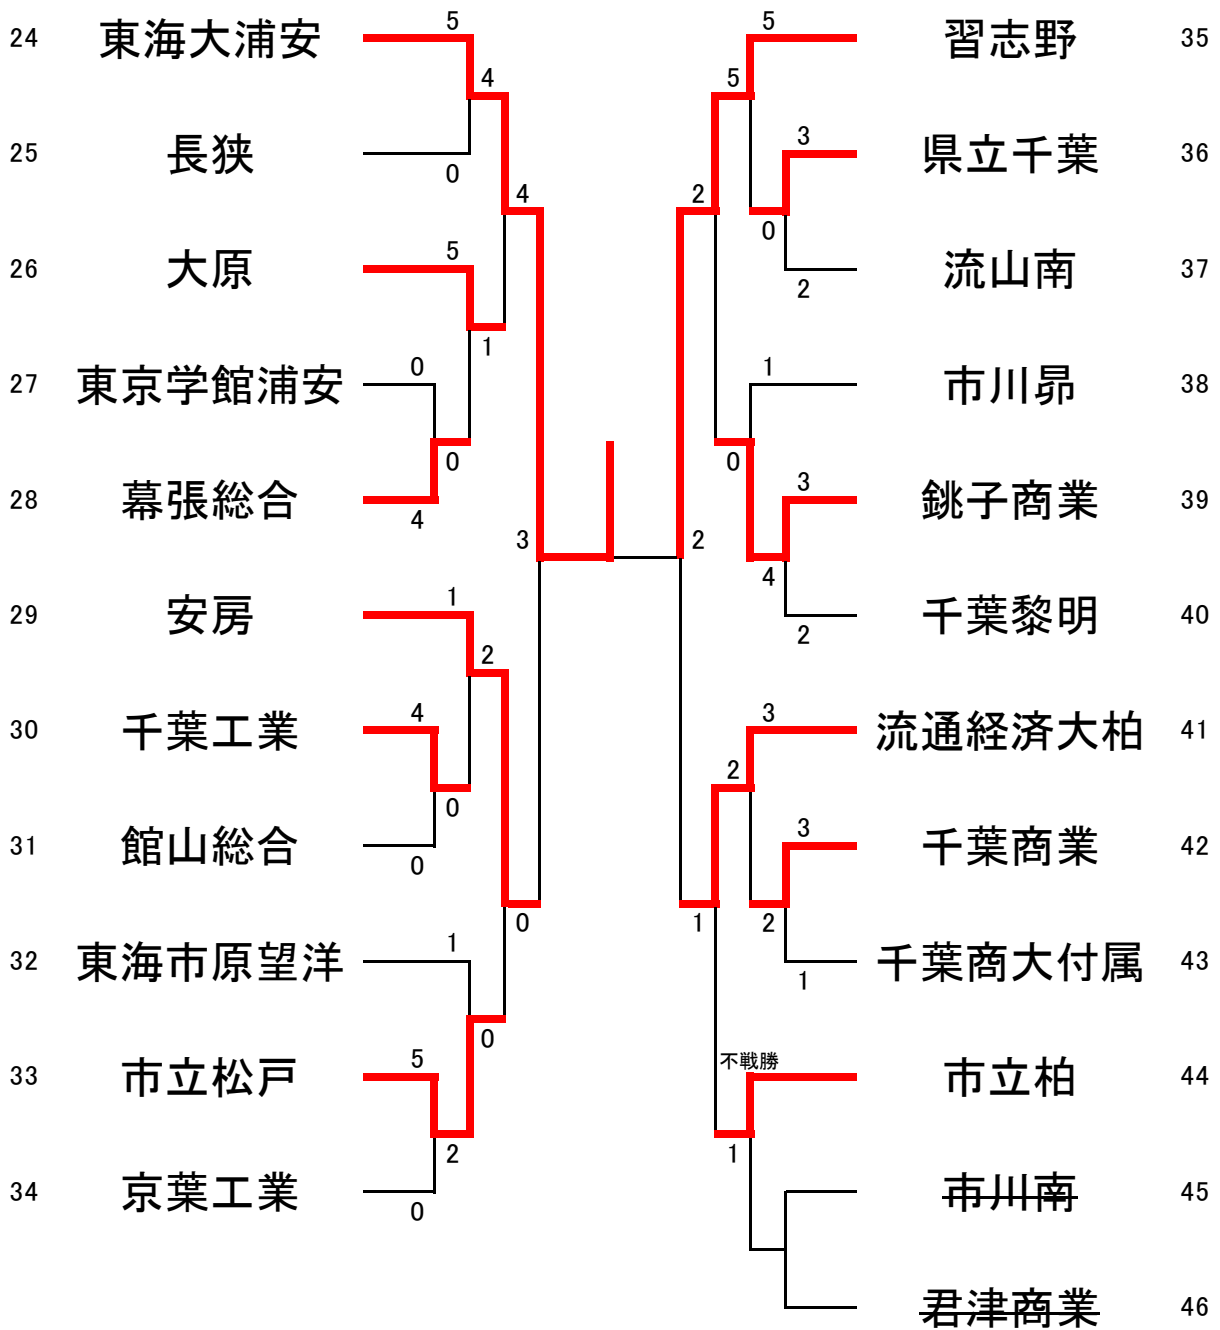 5 5
24 東海大浦安 習志野 35
4 5
3
25 長狭 県立千葉 36
0
4 2
0
5
26 大原 流山南 37
2
1
0 1
27 東京学館浦安 市川昴 38
0 0
3
28 幕張総合 銚子商業 39
4
3 2
4
1
29 安房 千葉黎明 40
2
2
4 3
30 千葉工業 流通経済大柏 41
2
0
3
31 館山総合 千葉商業 42
0
0 1 2
1
32 東海市原望洋 千葉商大付属 43
1
0
5 不戦勝
33 市立松戸 市立柏 44
2 1
34 京葉工業 市川南 45
0
君津商業 46